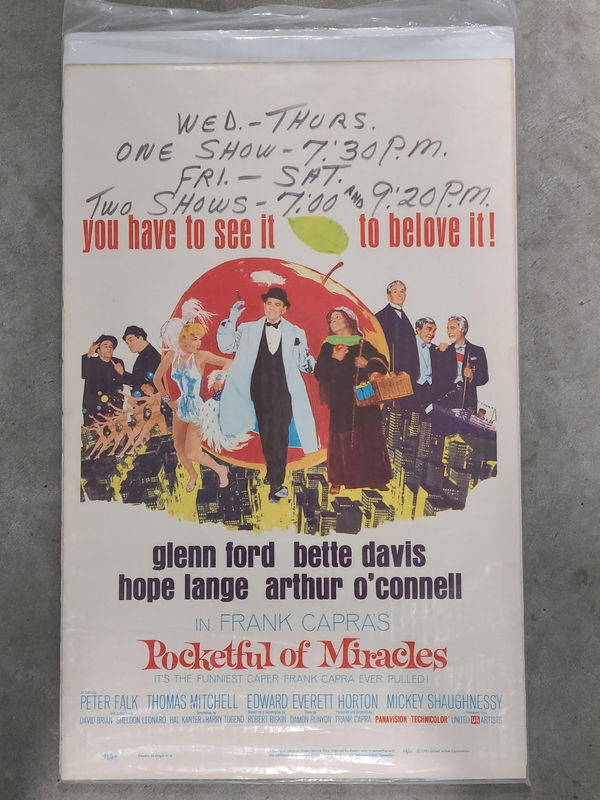 WED.-THURS.
ONE SHOW-7:30 P.M.
FRI.-SAT.
TWO SHOWS-7:00 AND 9:20 P.M.
you have to see it to belove it!
glenn ford bette davis
hope lange arthur o'connell
IN FRANK CAPRA'S
Pocketful of Miracles
IT'S THE FUNNIEST CAPER FRANK CAPRA EVER PULLED!
PETER FALK THOMAS MITCHELL EDWARD EVERETT HORTON MICKEY SHAUGHNESSY
DAVID BRIAN SHELDON LEONARD HAL KANTER & HARRY TUGEND ROBERT RISKIN DAMON RUNYON FRANK CAPRA PANAVISION TECHNICOLOR UNITED UA ARTISTS